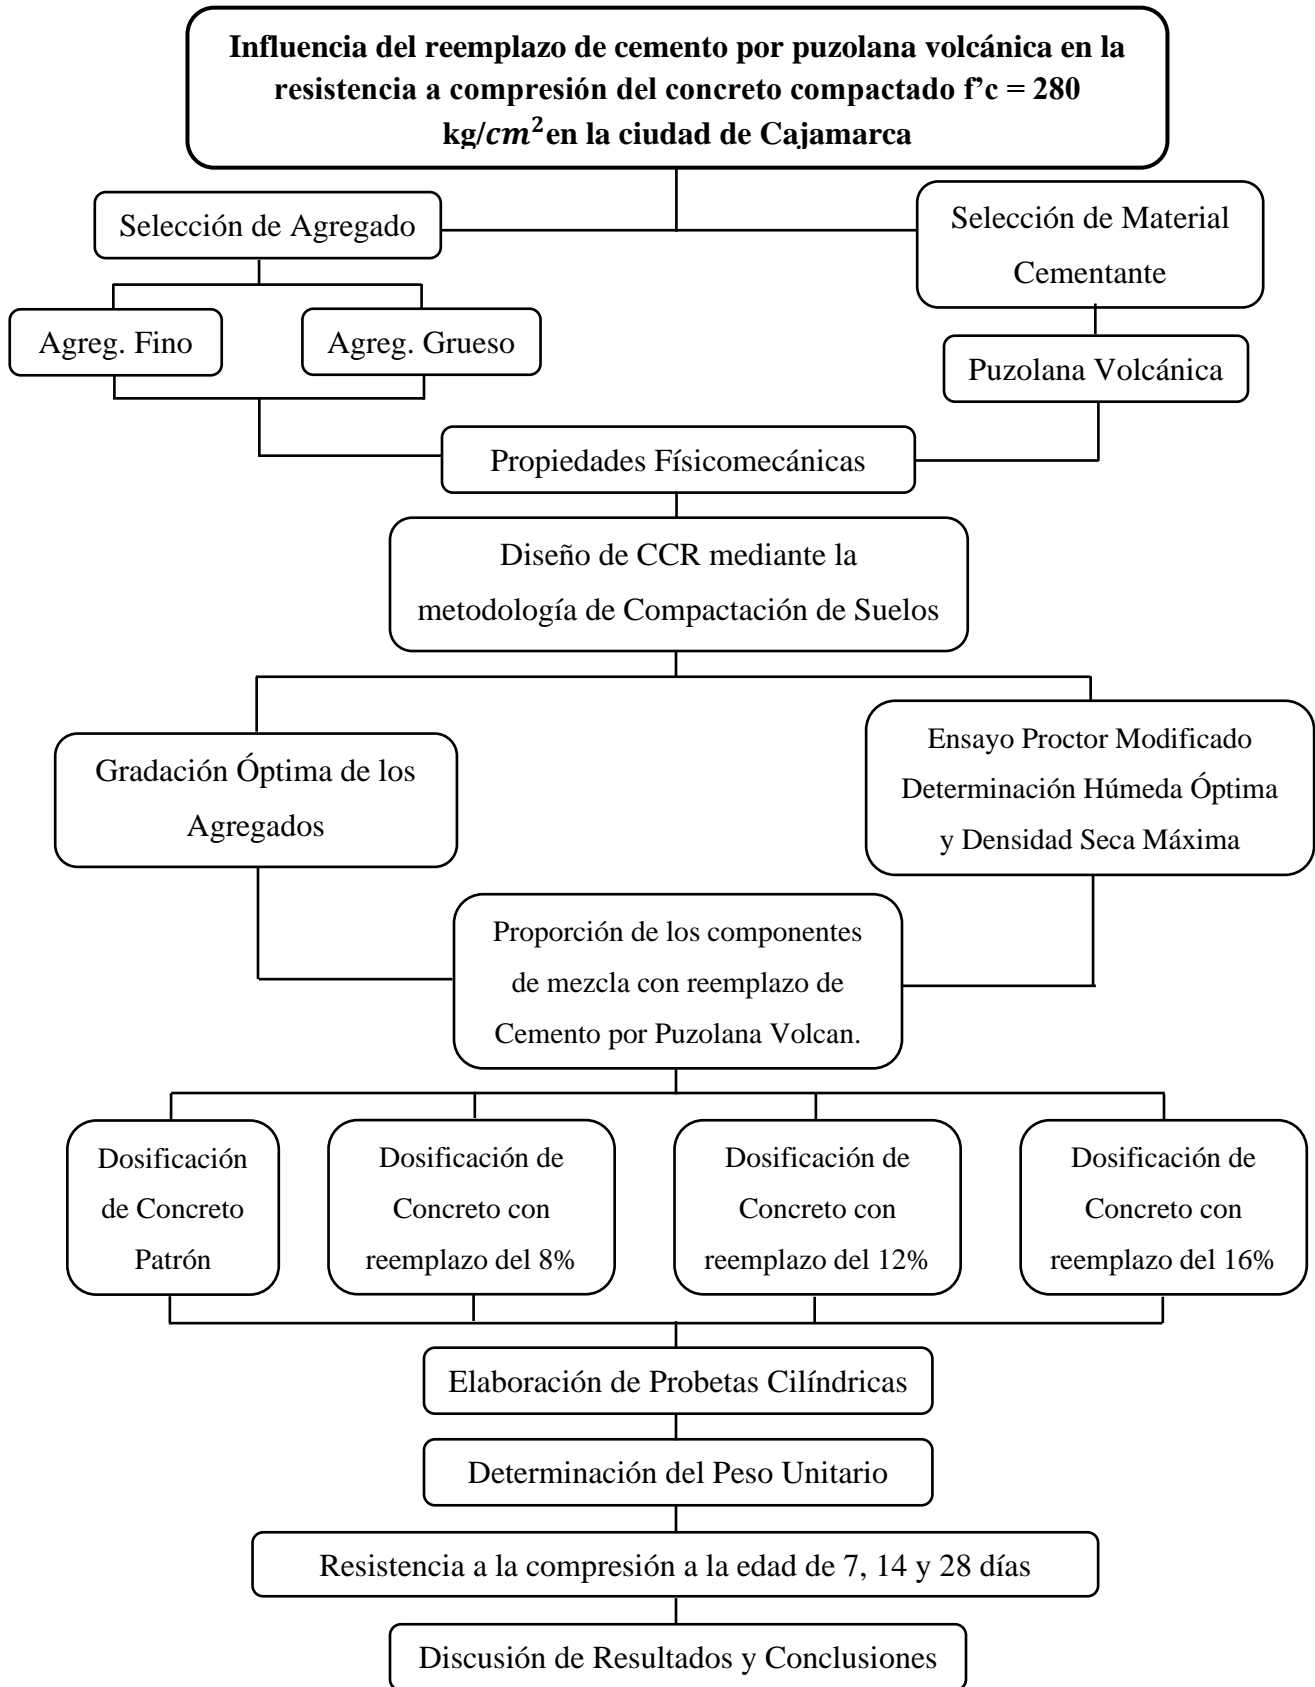 Influencia del reemplazo de cemento por puzolana volcánica en la
resistencia a compresión del concreto compactado f’c = 280
kg/cm² en la ciudad de Cajamarca
Selección de Agregado
Selección de Material
Cementante
Agreg. Fino
Agreg. Grueso
Puzolana Volcánica
Propiedades Físicomecánicas
Diseño de CCR mediante la
metodología de Compactación de Suelos
Gradación Óptima de los
Agregados
Ensayo Proctor Modificado
Determinación Húmeda Óptima
y Densidad Seca Máxima
Proporción de los componentes
de mezcla con reemplazo de
Cemento por Puzolana Volcan.
Dosificación
de Concreto
Patrón
Dosificación de
Concreto con
reemplazo del 8%
Dosificación de
Concreto con
reemplazo del 12%
Dosificación de
Concreto con
reemplazo del 16%
Elaboración de Probetas Cilíndricas
Determinación del Peso Unitario
Resistencia a la compresión a la edad de 7, 14 y 28 días
Discusión de Resultados y Conclusiones